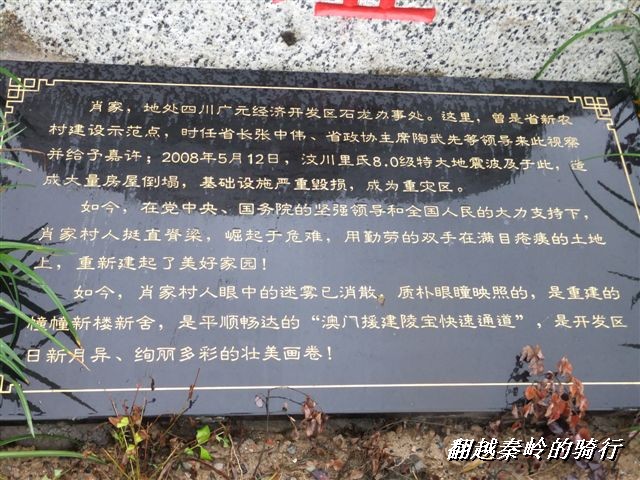 肖家，地处四川广元经济开发区石龙办事处。这里，曾是省新农
村建设示范点，时任省长张中伟、省政协主席陶武先等领导来此视察
并给予嘉许；2008年5月12日，汶川里氏8.0级特大地震波及于此，造
成大量房屋倒塌，基础设施严重毁损，成为重灾区。
如今，在党中央、国务院的坚强领导和全国人民的大力支持下，
肖家村人挺直脊梁，崛起于危难，用勤劳的双手在满目疮痍的土地
上，重新建起了美好家园！
如今，肖家村人眼中的迷雾已消散，质朴眼瞳映照的，是重建的
幢幢新楼新舍，是平顺畅达的“澳门援建陵宝快速通道”，是开发区
日新月异、绚丽多彩的壮美画卷！
翻越秦岭的骑行